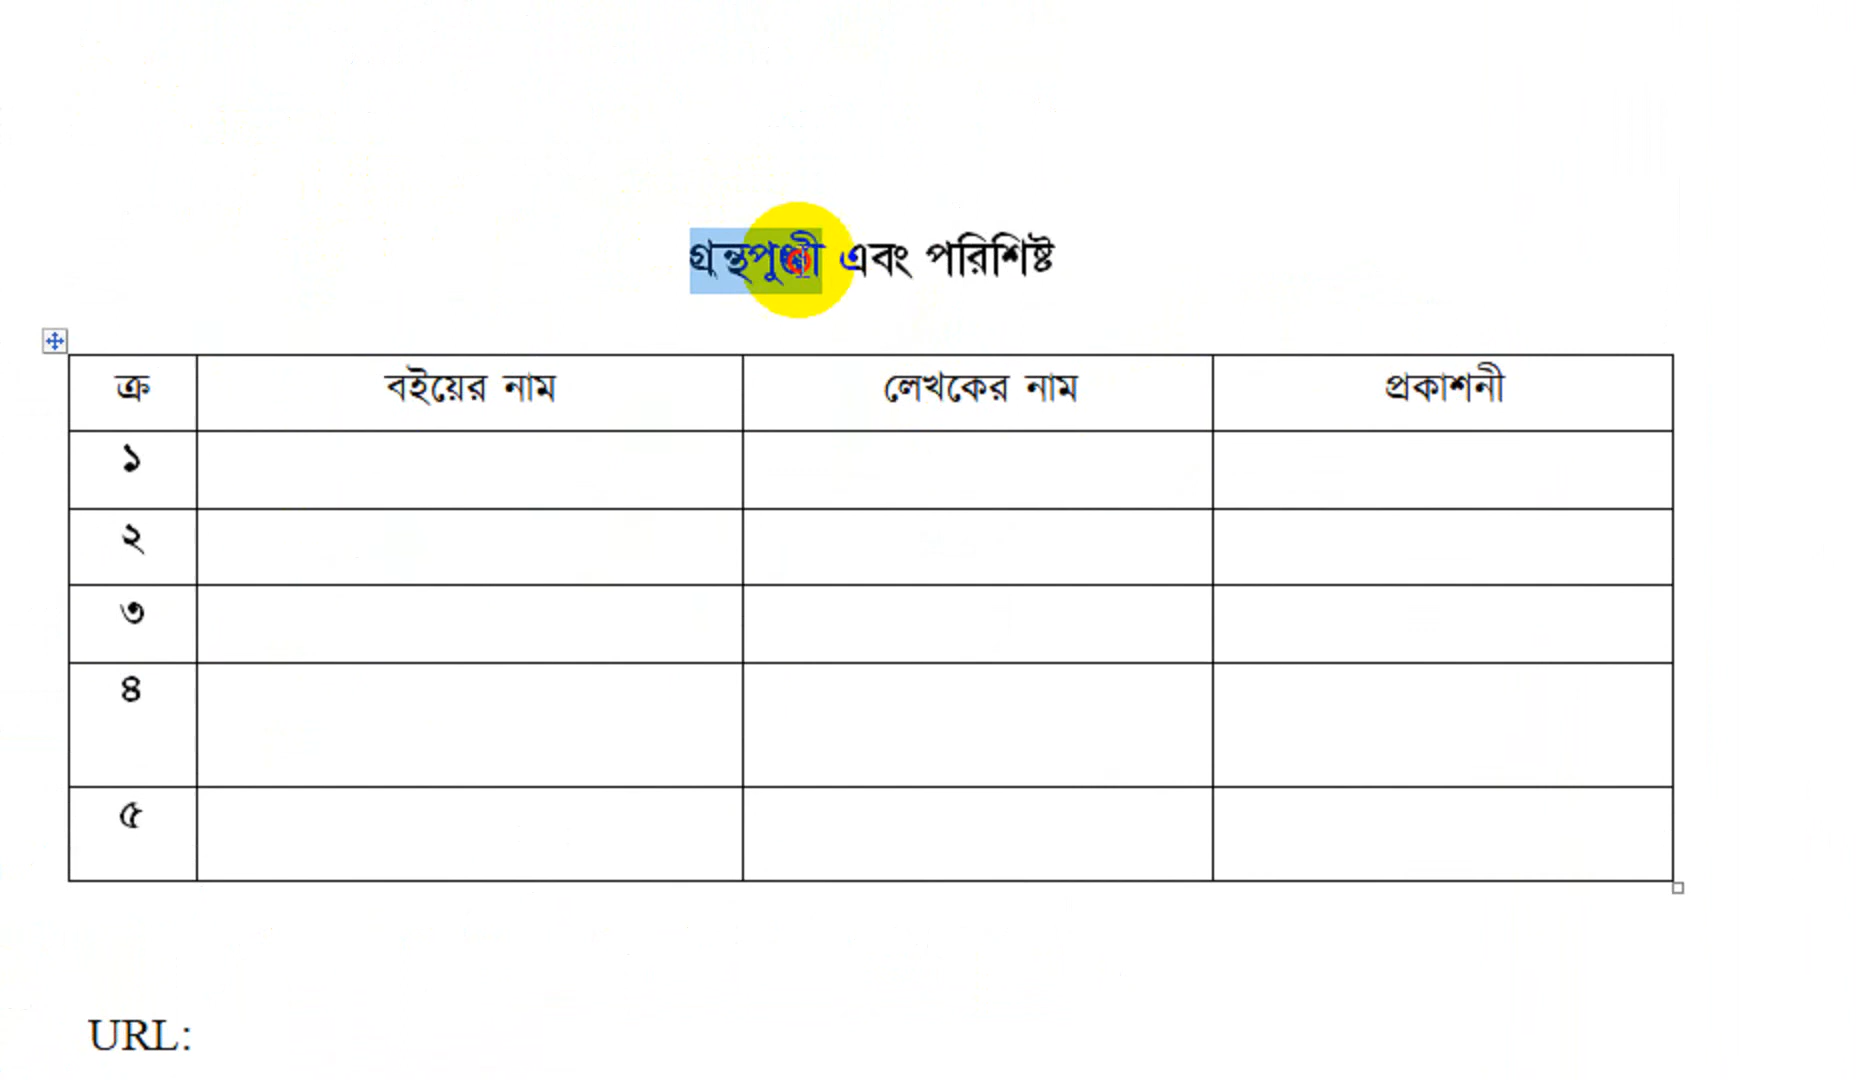 গ্রন্থপুঞ্জী এবং পরিশিষ্ট
ক্র বইয়ের নাম লেখকের নাম প্রকাশনী
১
২
৩
৪
৫
URL: